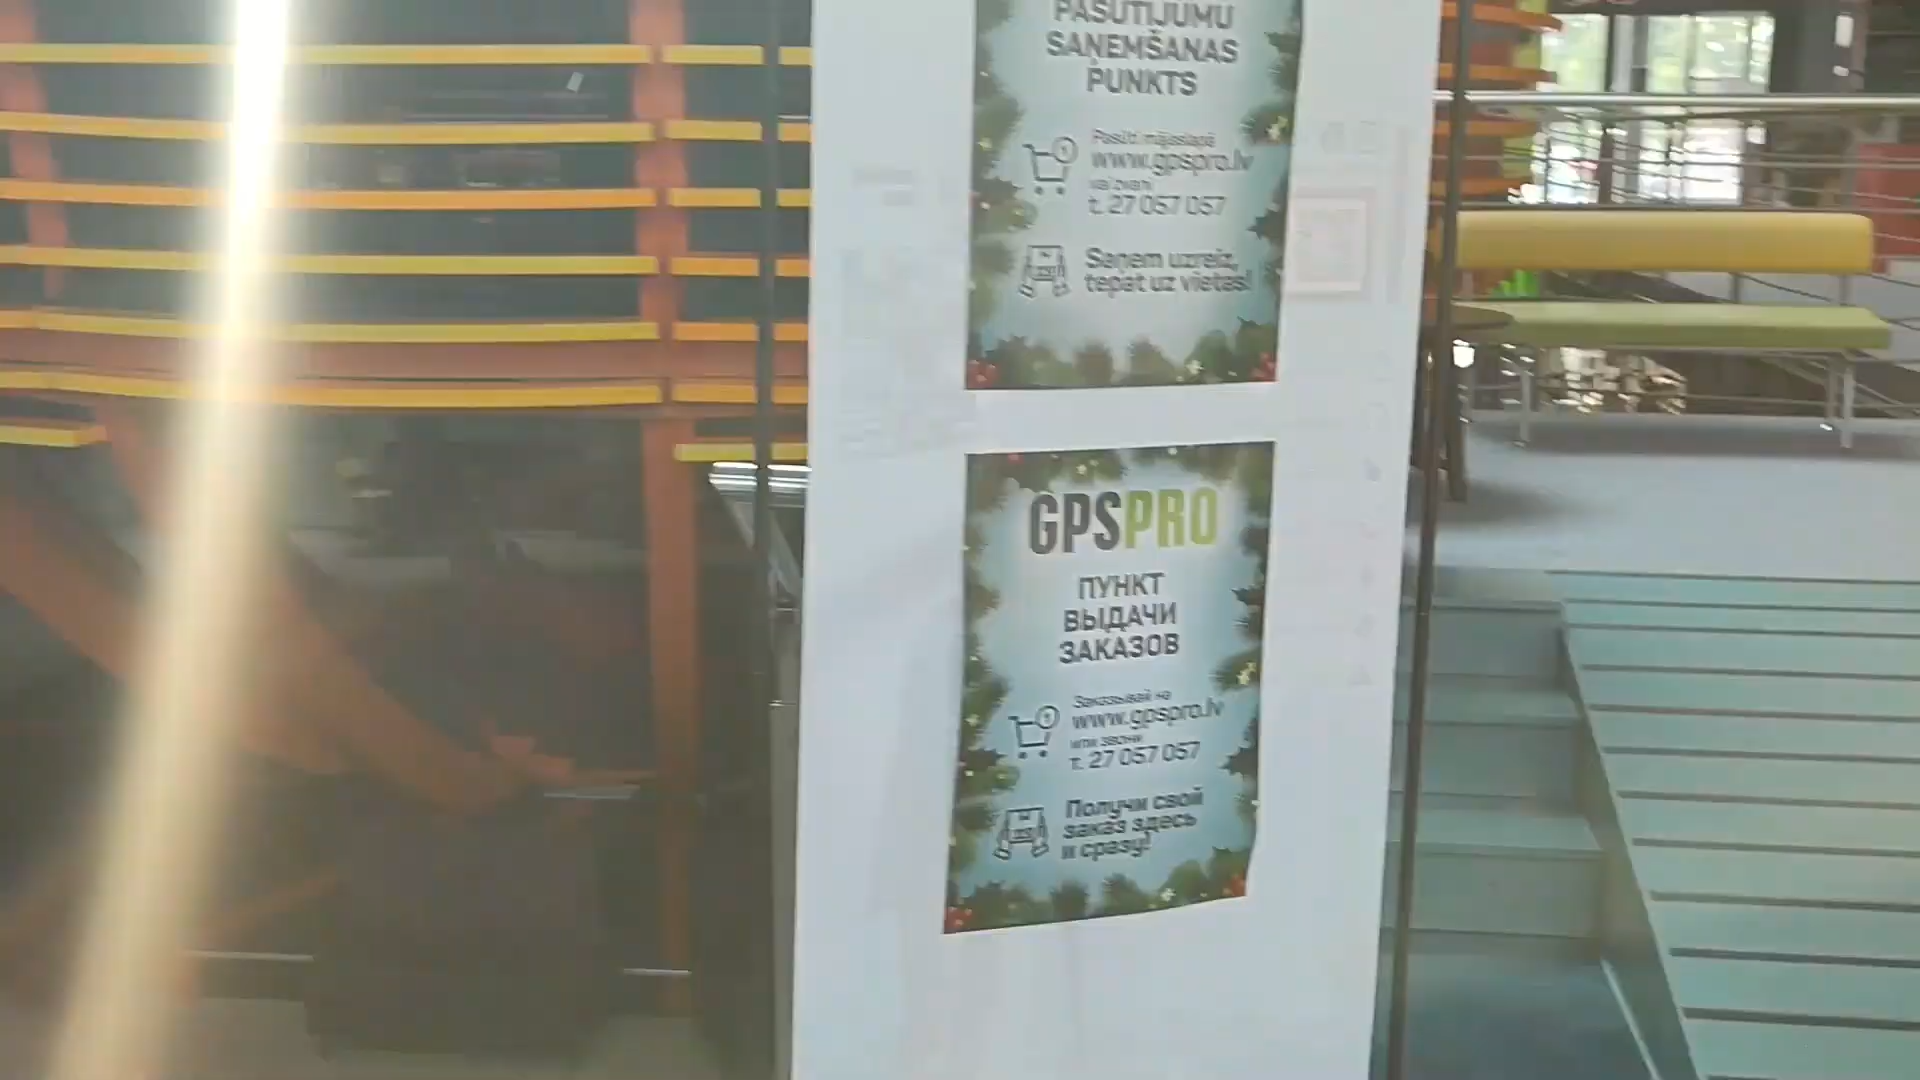 PASŪTĪJUMU
SAŅEMŠANAS
PUNKTS
Pasūti mājaslapā
www.gpspro.lv
vai zvani
t. 27 057 057
Saņem uzreiz,
tepat uz vietas!
GPSPRO
ПУНКТ
ВЫДАЧИ
ЗАКАЗОВ
Заказывай на
www.gpspro.lv
или звони
т. 27 057 057
Получи свой
заказ здесь
и сразу!